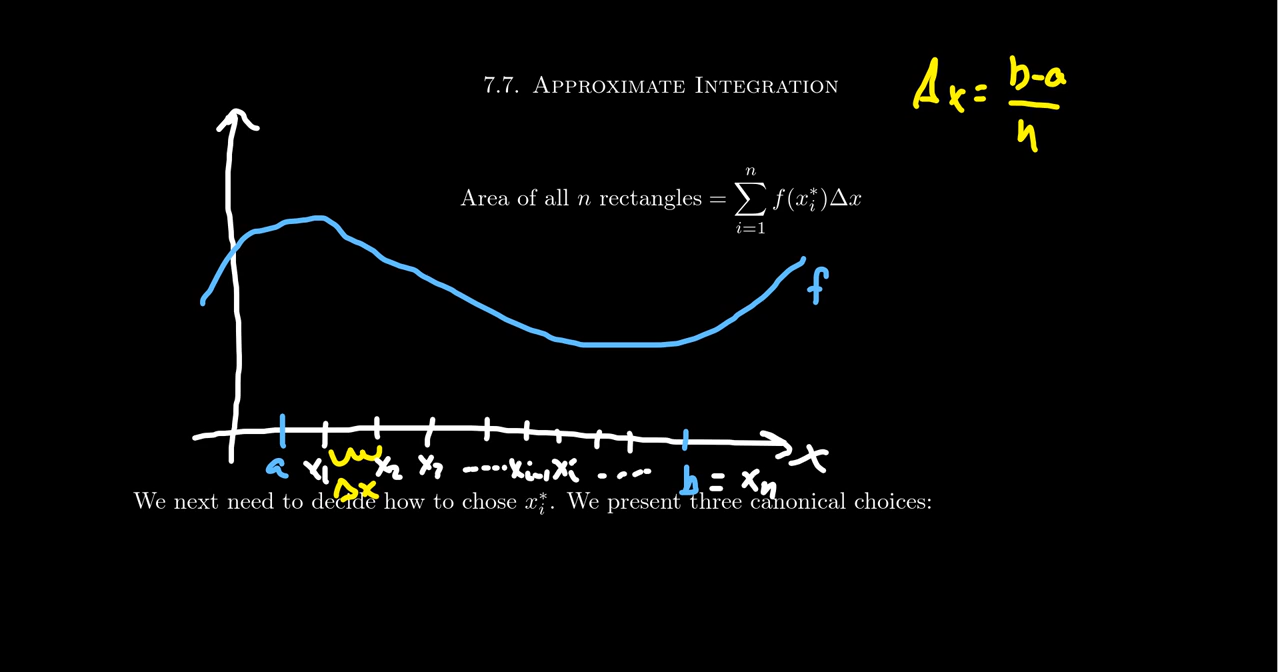 7.7. APPROXIMATE INTEGRATION
Δx = b-a / n
Area of all n rectangles = \sum_{i=1}^{n} f(x_i^*)Δx
f
a x₁ x₂ x₃ ..... xᵢ₋₁ xᵢ ..... b = xₙ x
Δx
We next need to decide how to chose x_i^*. We present three canonical choices: